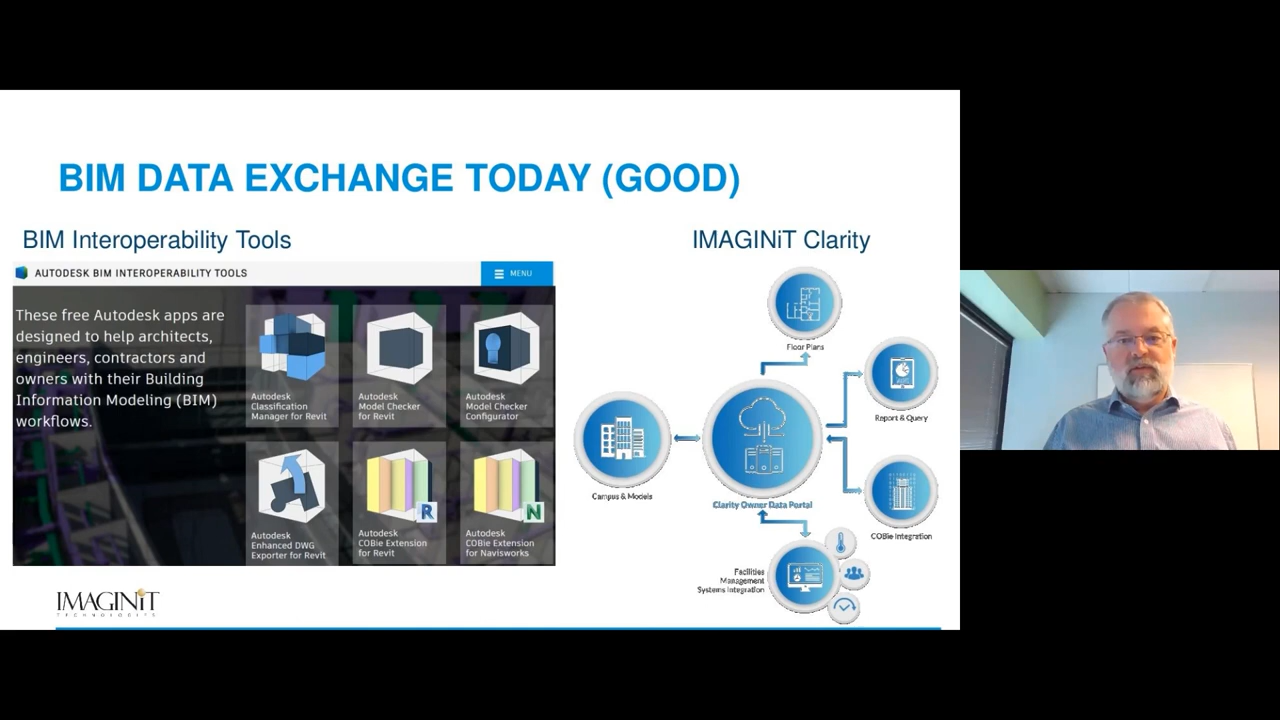 BIM DATA EXCHANGE TODAY (GOOD)
BIM Interoperability Tools
AUTODESK BIM INTEROPERABILITY TOOLS
MENU
These free Autodesk apps are
designed to help architects,
engineers, contractors and
owners with their Building
Information Modeling (BIM)
workflows.
Autodesk
Classification
Manager for Revit
Autodesk
Model Checker
for Revit
Autodesk
Model Checker
Configurator
Autodesk
Enhanced DWG
Exporter for Revit
R
Autodesk
COBie Extension
for Revit
N
Autodesk
COBie Extension
for Navisworks
IMAGINiT Clarity
Floor Plans
Report & Query
Campus & Models
Clarity Owner Data Portal
COBie Integration
Facilities
Management
Systems Integration
IMAGINiT
TECHNOLOGIES